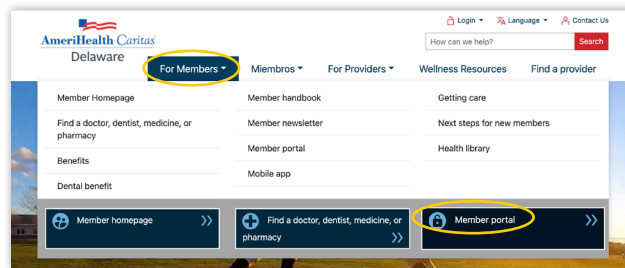 Login
Language
Contact Us
AmeriHealth Caritas
Delaware
How can we help?
Search
For Members
Miembros
For Providers
Wellness Resources
Find a provider
Member Homepage
Find a doctor, dentist, medicine, or
pharmacy
Benefits
Dental benefit
Member handbook
Member newsletter
Member portal
Mobile app
Getting care
Next steps for new members
Health library
Member homepage
Find a doctor, dentist, medicine, or
pharmacy
Member portal